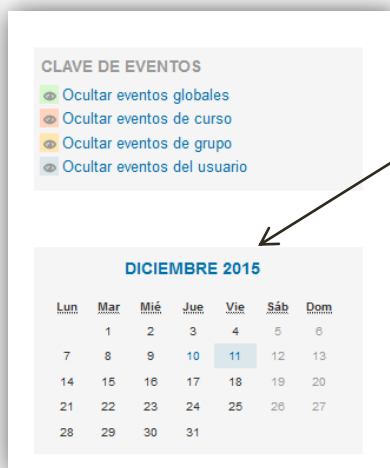 CLAVE DE EVENTOS
Ocultar eventos globales
Ocultar eventos de curso
Ocultar eventos de grupo
Ocultar eventos del usuario
DICIEMBRE 2015
Lun Mar Mié Jue Vie Sáb Dom
1 2 3 4 5 6
7 8 9 10 11 12 13
14 15 16 17 18 19 20
21 22 23 24 25 26 27
28 29 30 31